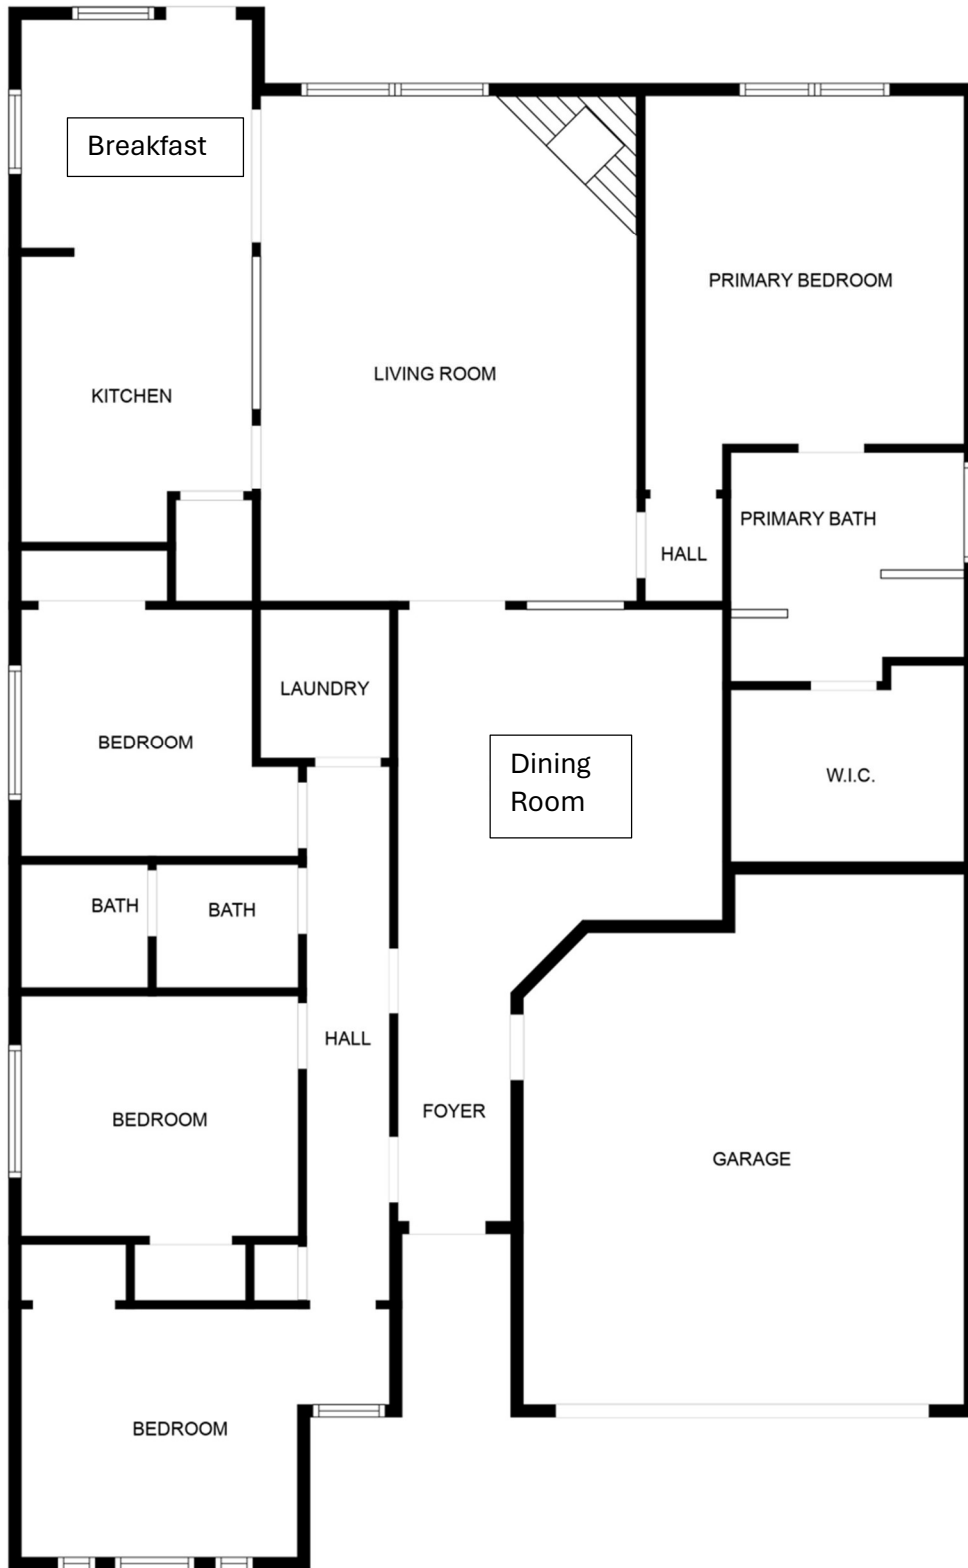 Breakfast
PRIMARY BEDROOM
LIVING ROOM
KITCHEN
PRIMARY BATH
HALL
LAUNDRY
BEDROOM
Dining
Room
W.I.C.
BATH
BATH
HALL
BEDROOM
FOYER
GARAGE
BEDROOM